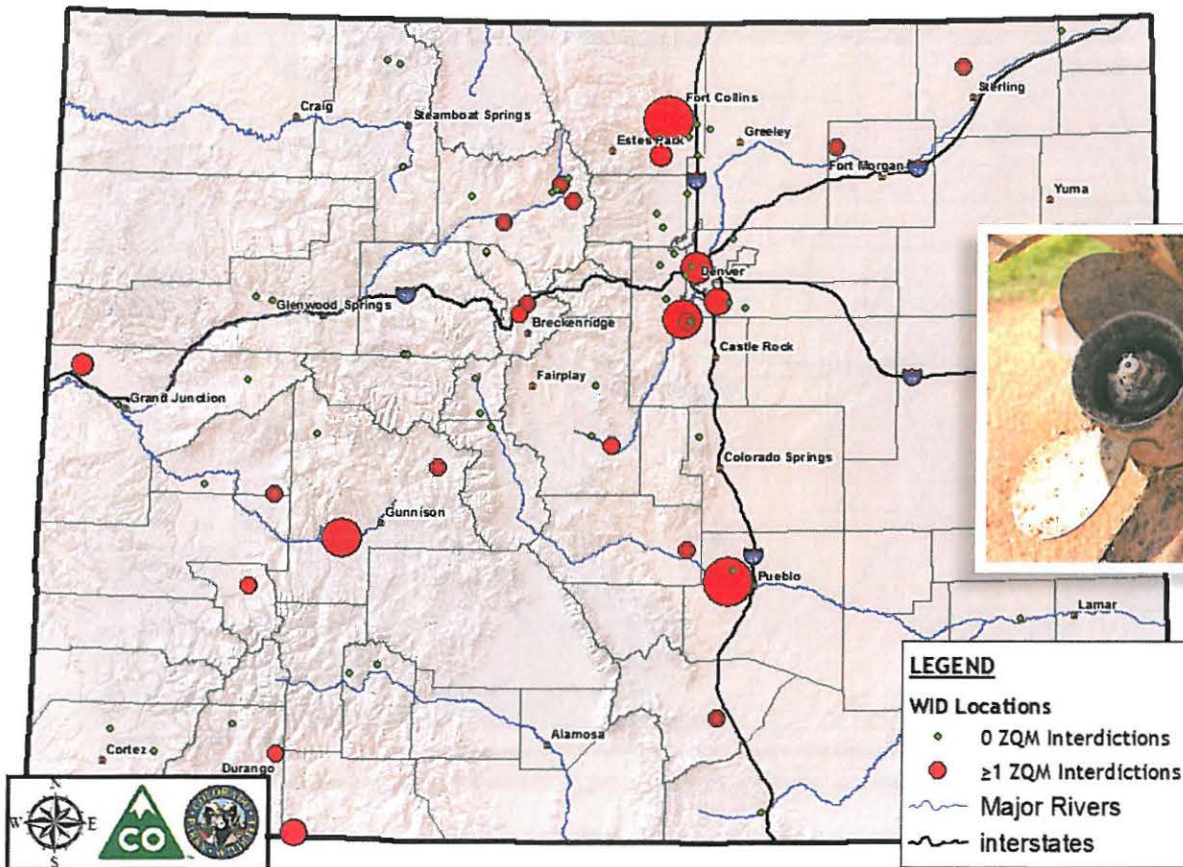 Fort Collins
Sterling
Craig
Steamboat Springs
Estes Park
Greeley
Fort Morgan
Yuma
Denver
Glenwood Springs
Breckenridge
Castle Rock
Fairplay
Grand Junction
Colorado Springs
Gunnison
Pueblo
Lamar
Alamosa
Cortez
Durango
N
W E
S
CO
LEGEND
WID Locations
0 ZQM Interdictions
≥1 ZQM Interdictions
Major Rivers
interstates